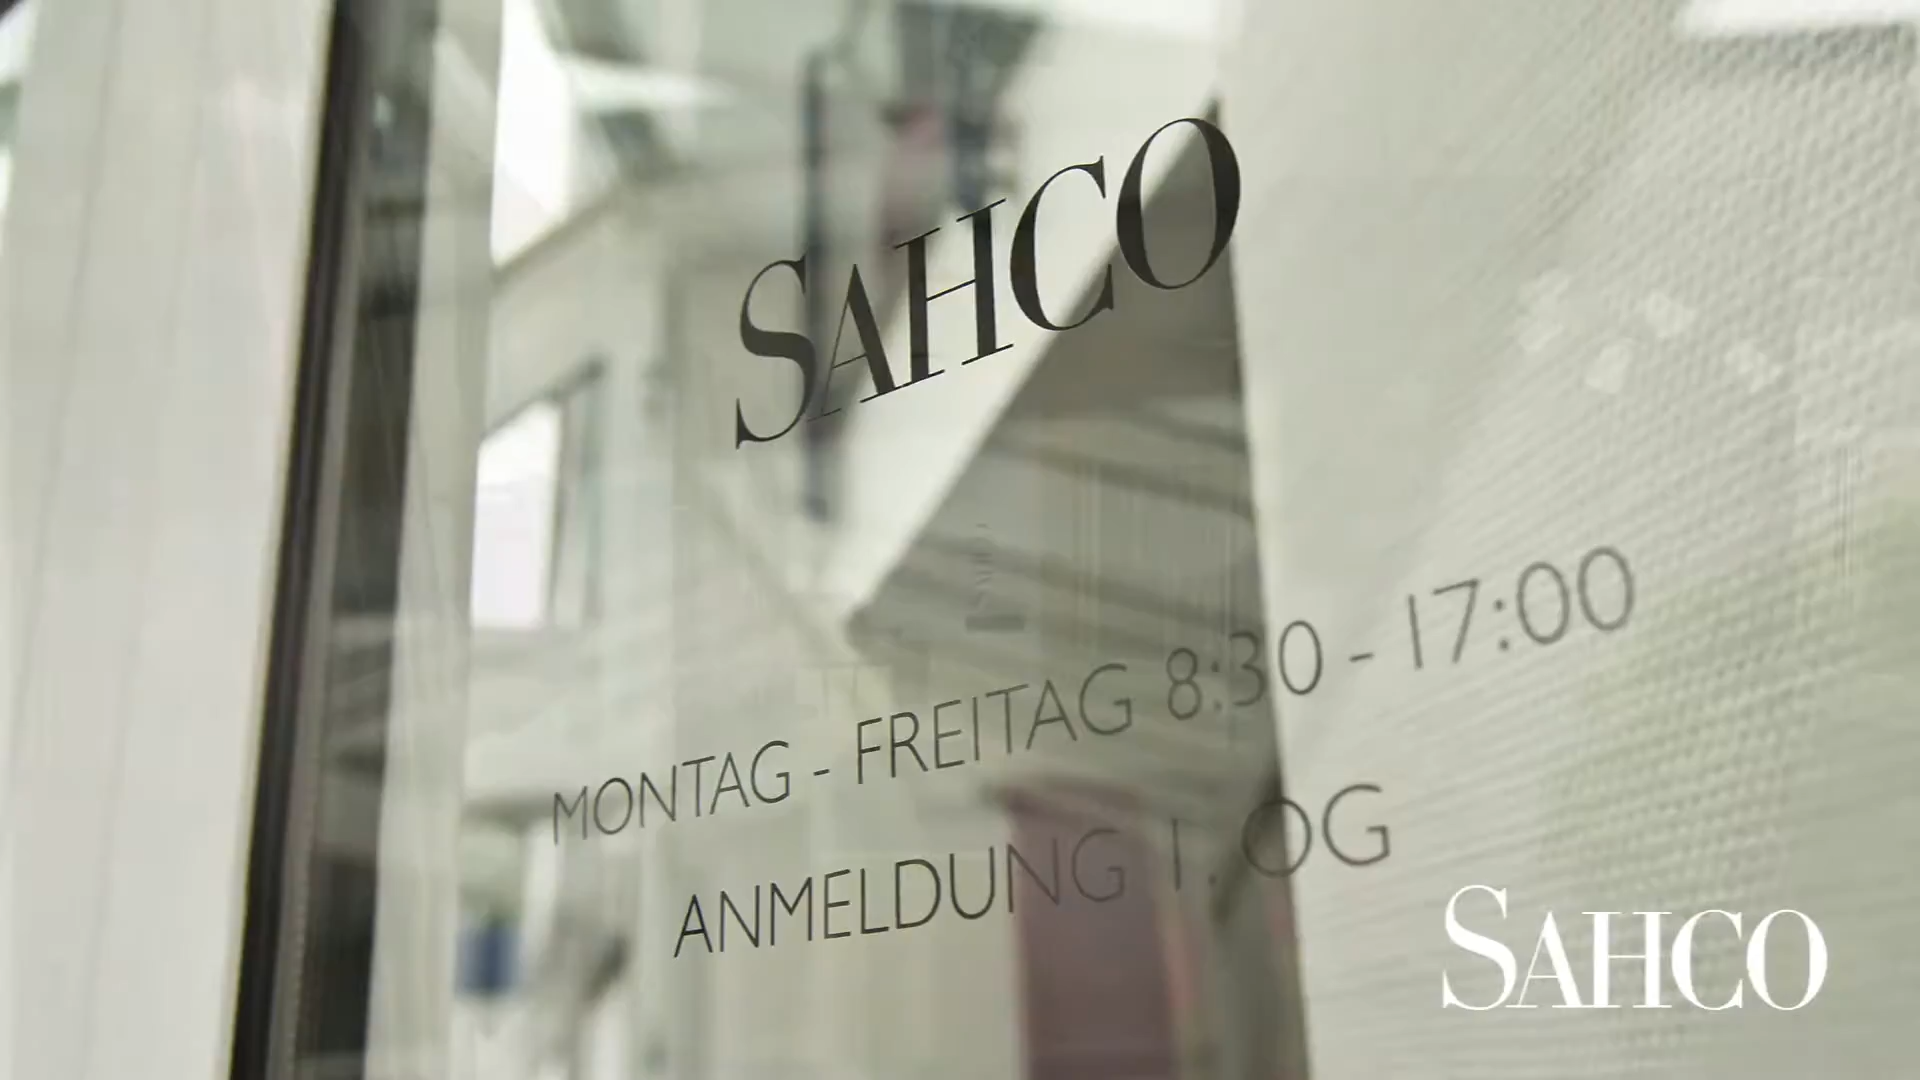 SAHCO
MONTAG - FREITAG 8:30 - 17:00
ANMELDUNG 1. OG
SAHCO